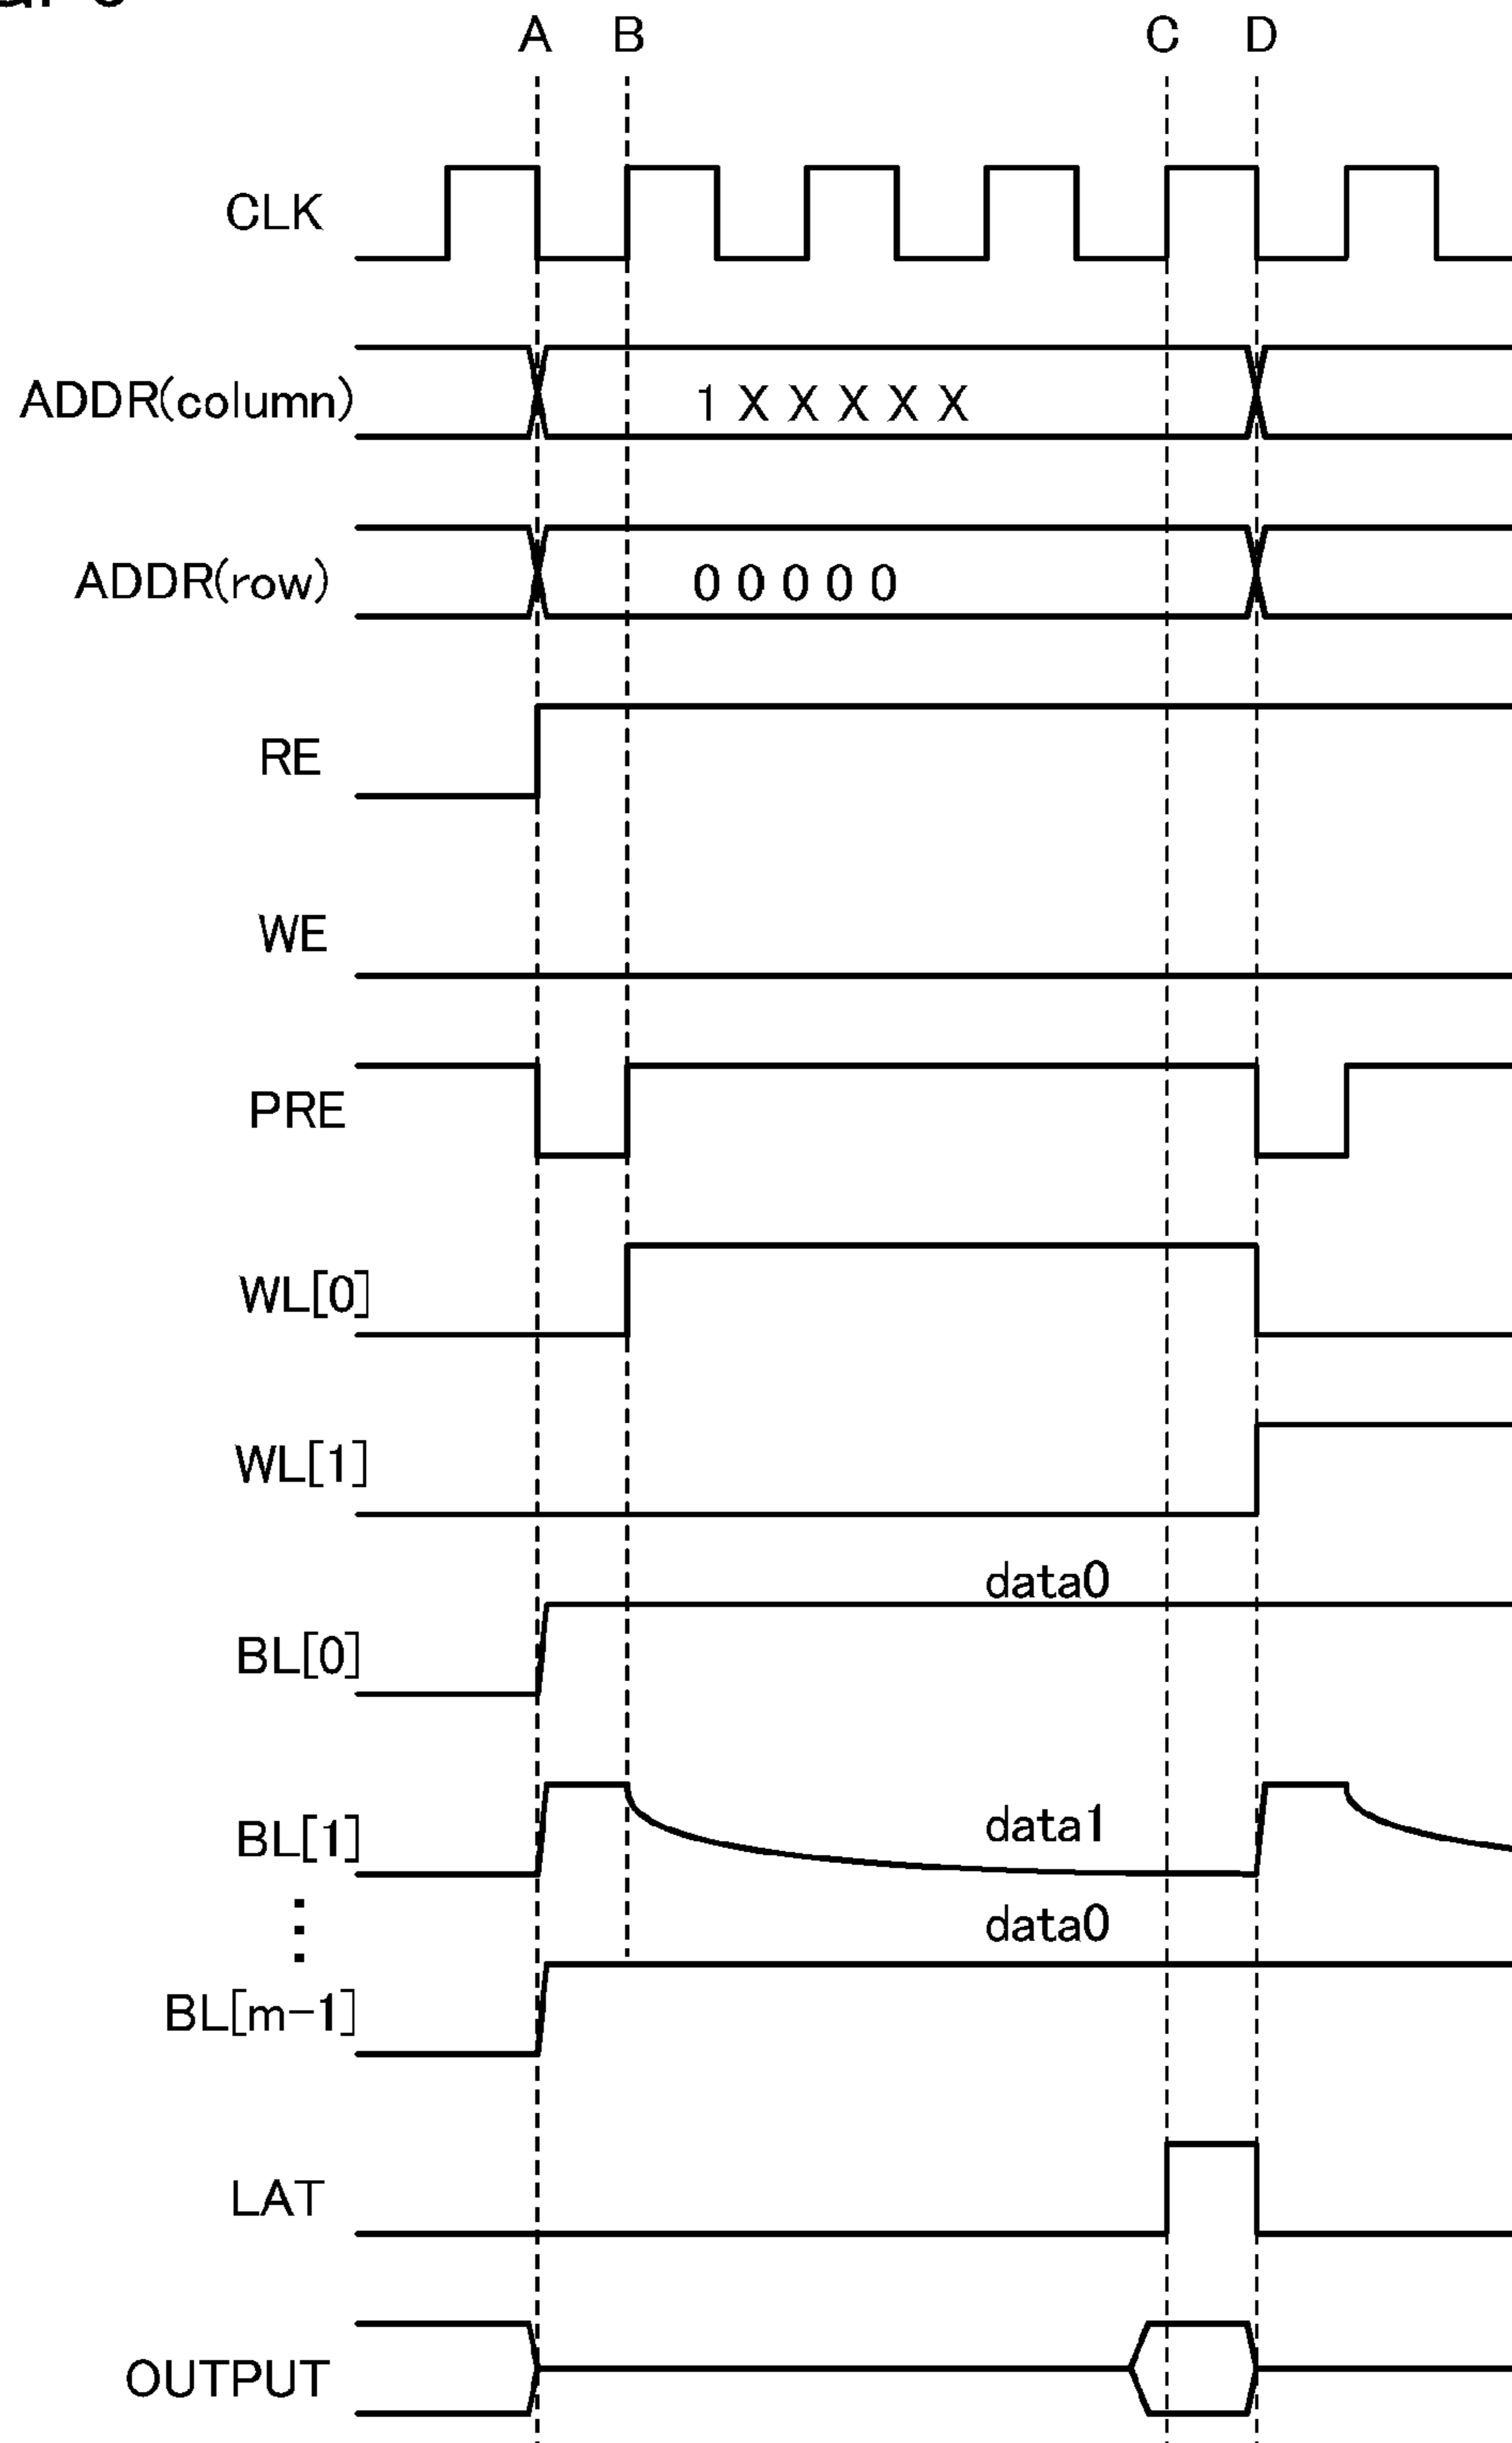 A B C D
CLK
ADDR(column) 1 X X X X X
ADDR(row) 0 0 0 0 0
RE
WE
PRE
WL[0]
WL[1]
data0
BL[0]
BL[1] data1
data0
BL[m-1]
LAT
OUTPUT